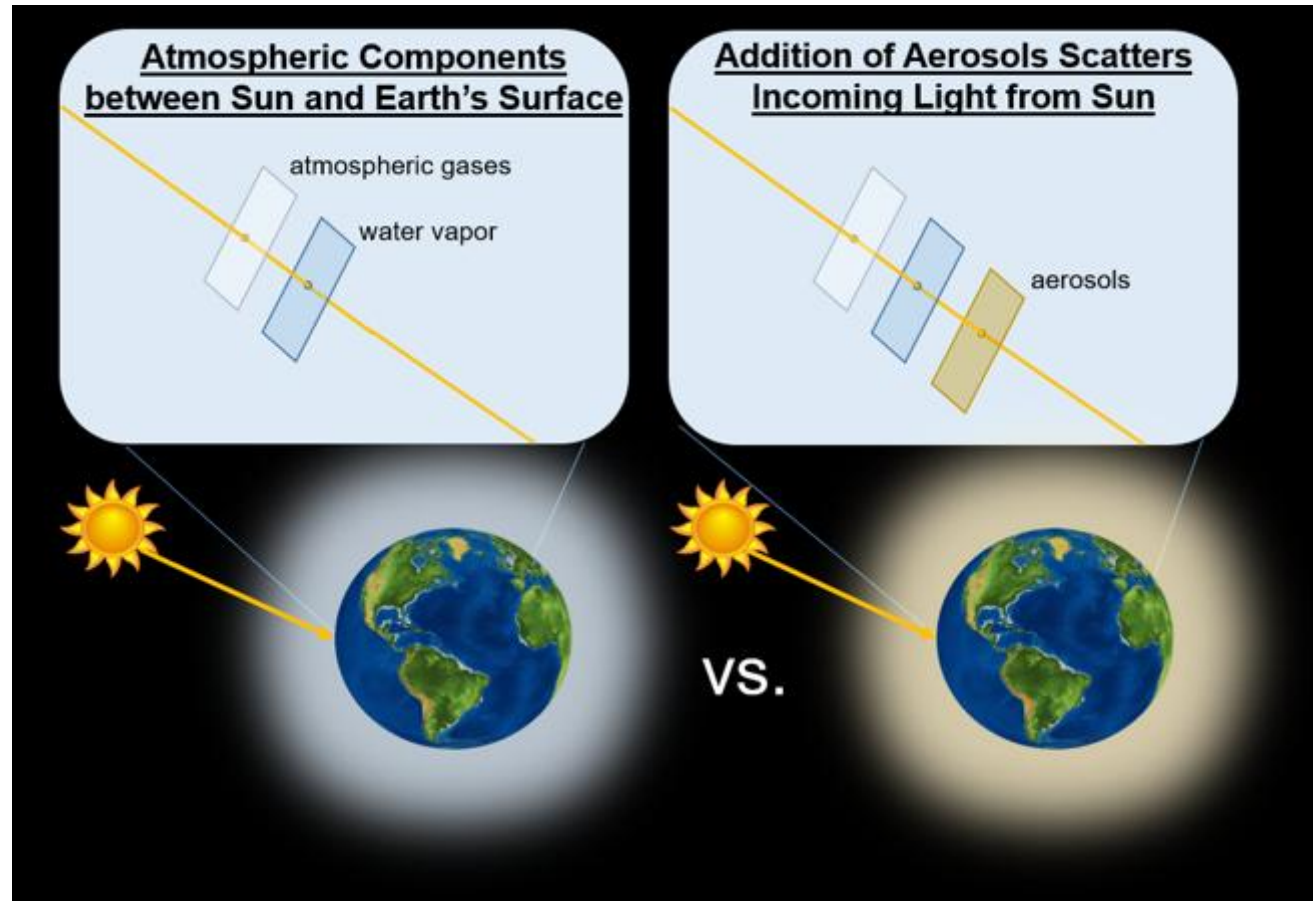 Atmospheric Components
between Sun and Earth's Surface
atmospheric gases
water vapor
Addition of Aerosols Scatters
Incoming Light from Sun
aerosols
vs.